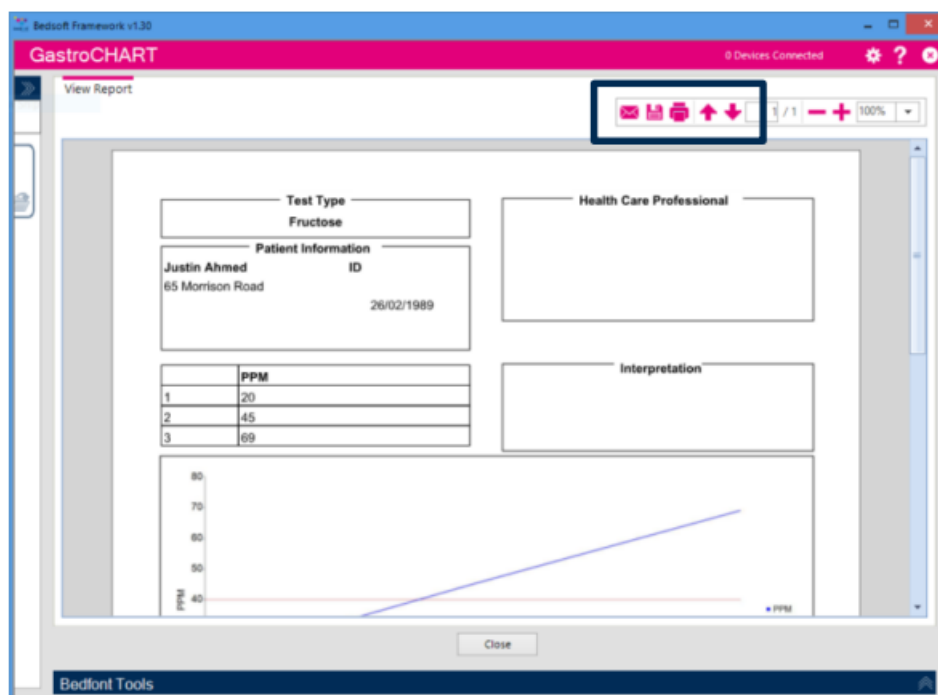 Bedsoft Framework v1.30
GastroCHART
0 Devices Connected
View Report
1 / 1
100%
Test Type
Fructose
Health Care Professional
Patient Information
Justin Ahmed ID
65 Morrison Road
26/02/1989
Interpretation
PPM
1 20
2 45
3 69
80
70
60
50
40
PPM
PPM
Close
Bedfont Tools